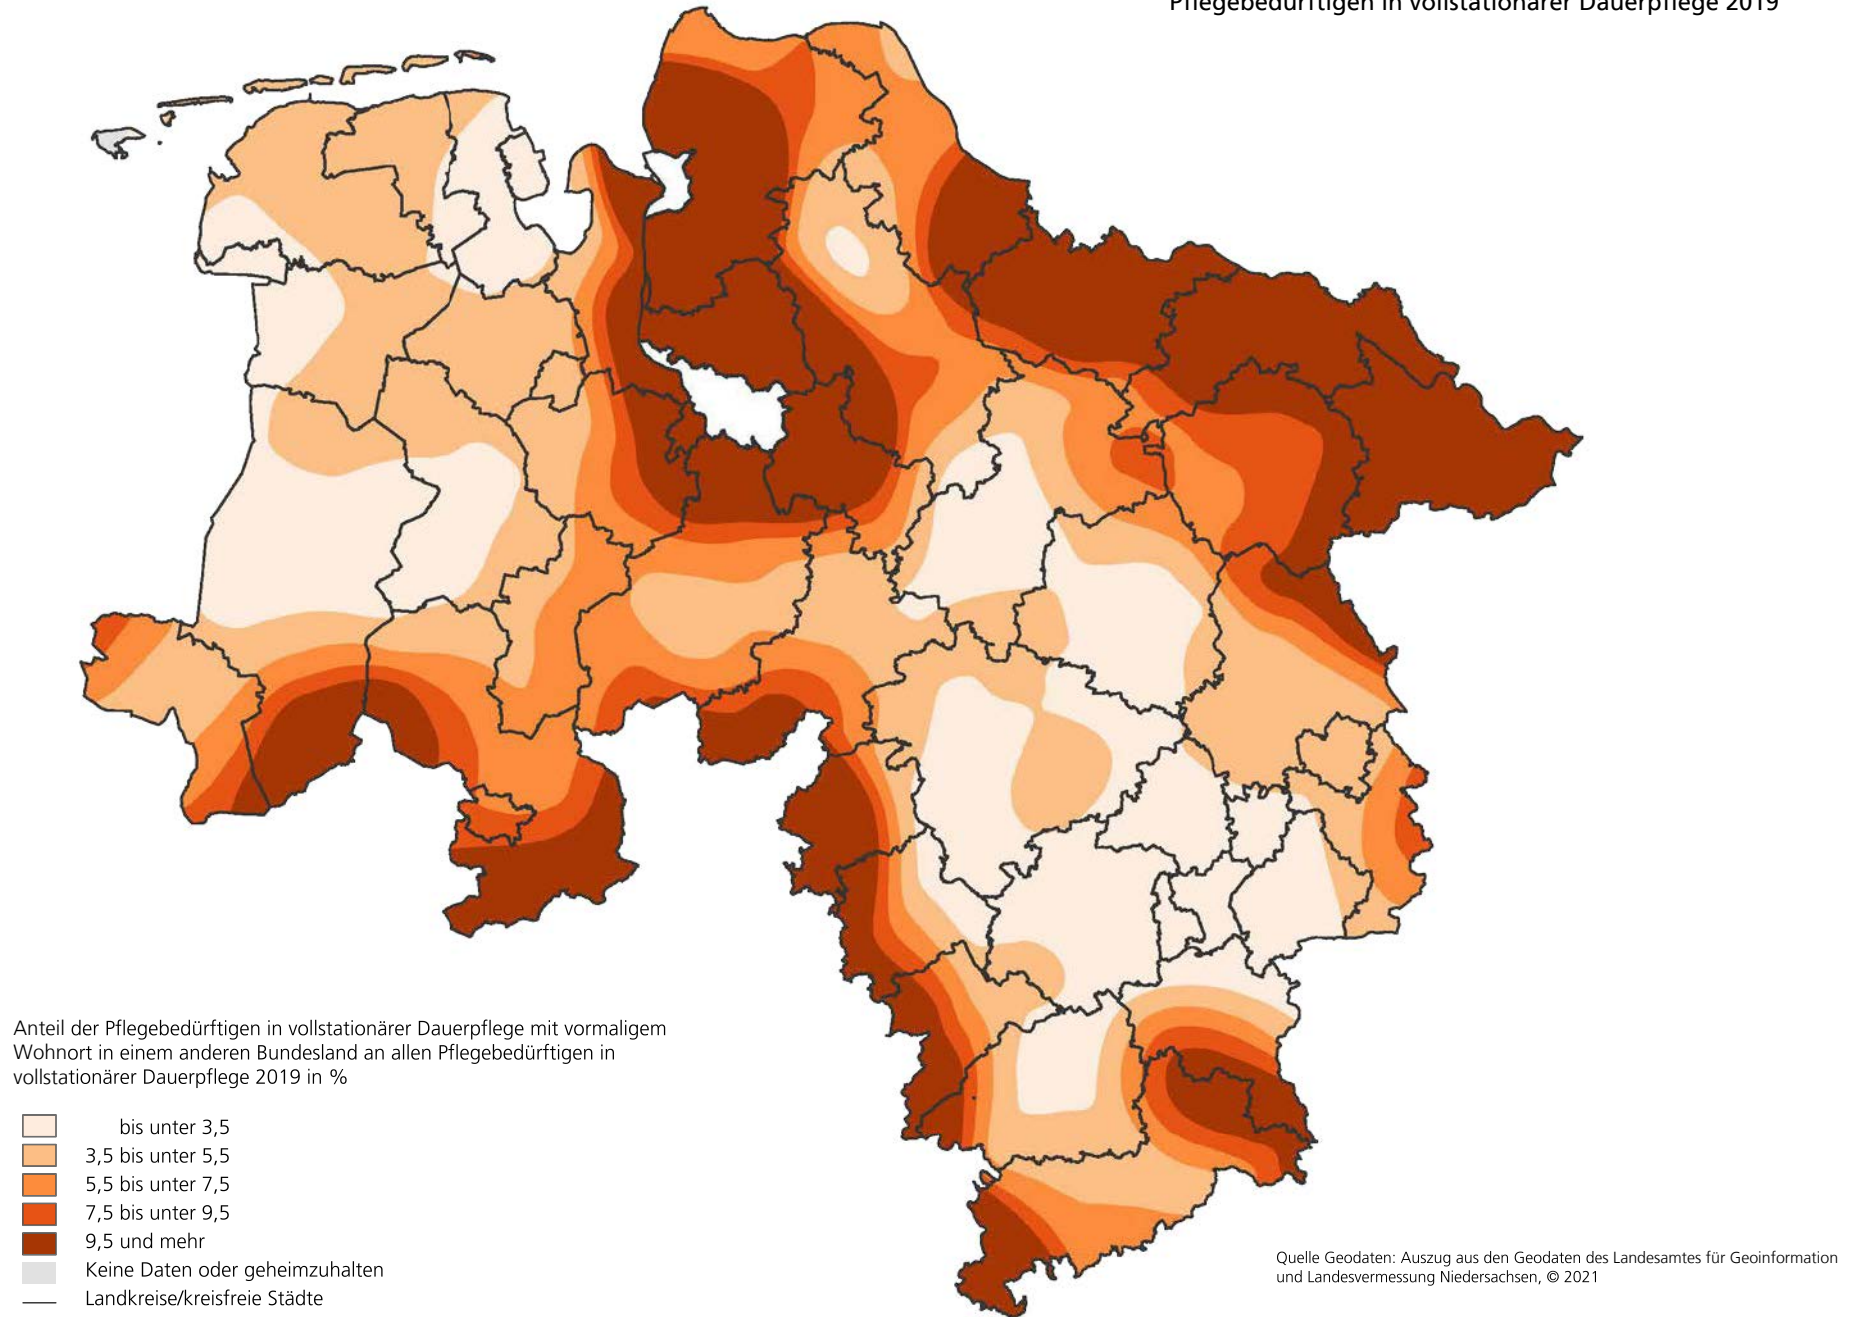 Pflegebedürftigen in vollstationärer Dauerpflege 2019
Anteil der Pflegebedürftigen in vollstationärer Dauerpflege mit vormaligem
Wohnort in einem anderen Bundesland an allen Pflegebedürftigen in
vollstationärer Dauerpflege 2019 in %
bis unter 3,5
3,5 bis unter 5,5
5,5 bis unter 7,5
7,5 bis unter 9,5
9,5 und mehr
Keine Daten oder geheimzuhalten
Landkreise/kreisfreie Städte
Quelle Geodaten: Auszug aus den Geodaten des Landesamtes für Geoinformation
und Landesvermessung Niedersachsen, © 2021